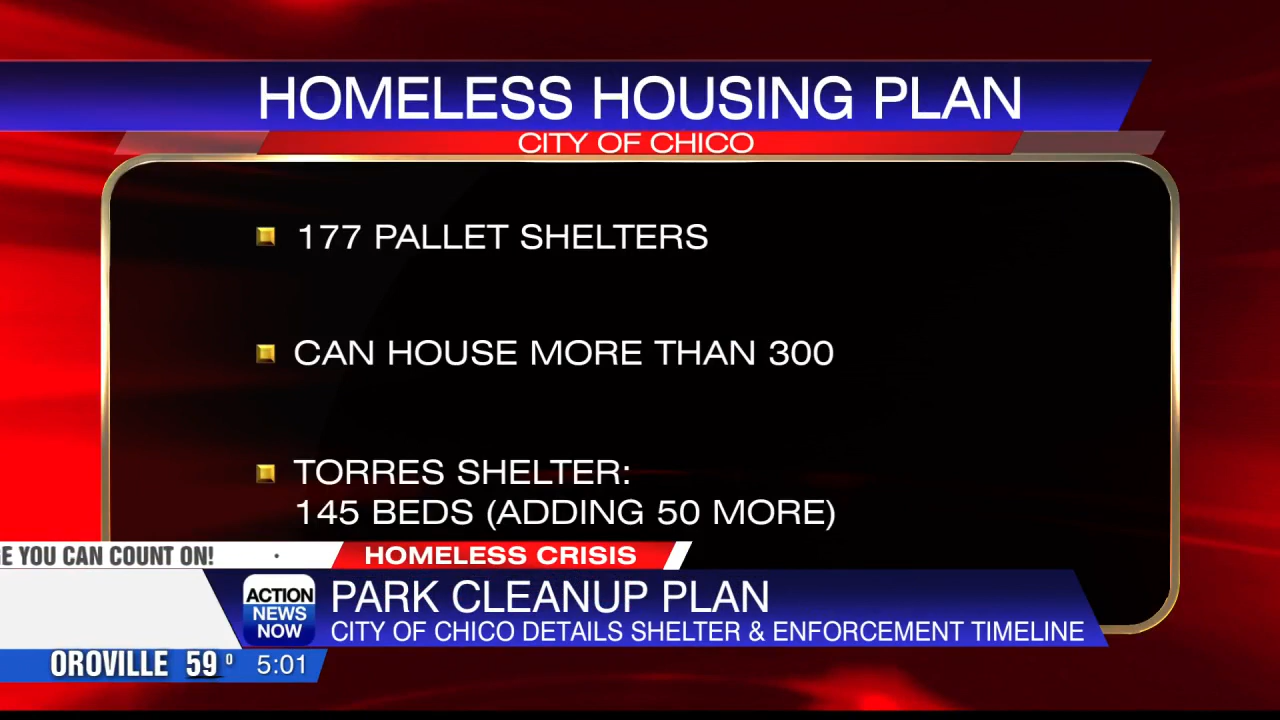 HOMELESS HOUSING PLAN
CITY OF CHICO
177 PALLET SHELTERS
CAN HOUSE MORE THAN 300
TORRES SHELTER:
145 BEDS (ADDING 50 MORE)
E YOU CAN COUNT ON!
HOMELESS CRISIS
ACTION
NEWS
NOW
PARK CLEANUP PLAN
CITY OF CHICO DETAILS SHELTER & ENFORCEMENT TIMELINE
OROVILLE 59° 5:01